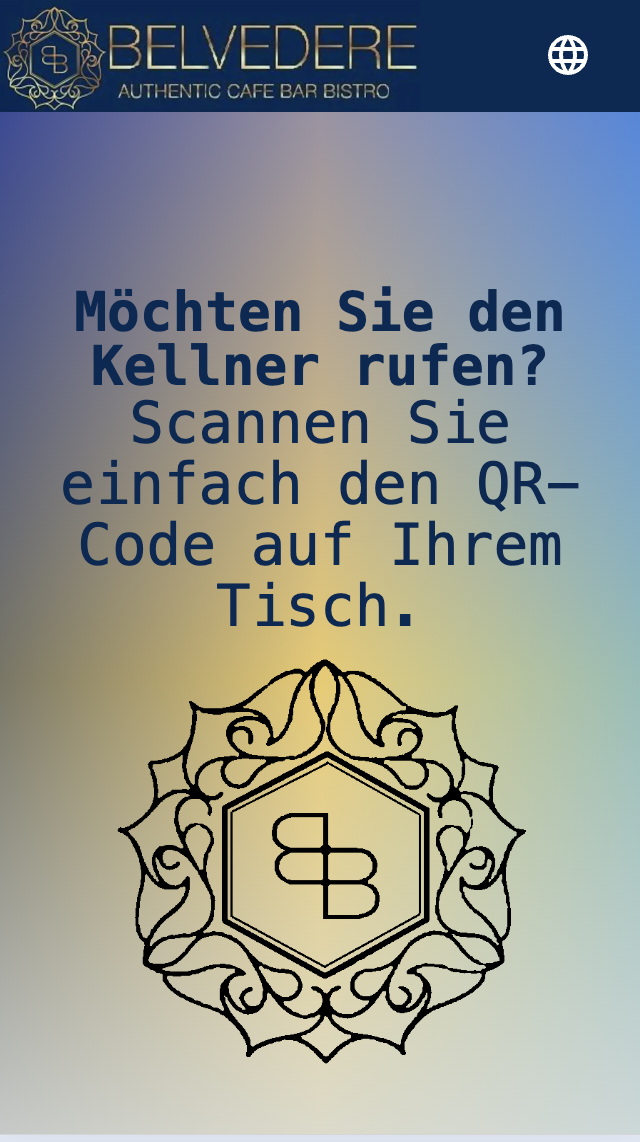 BELVEDERE
AUTHENTIC CAFE BAR BISTRO
Möchten Sie den
Kellner rufen?
Scannen Sie
einfach den QR-
Code auf Ihrem
Tisch.